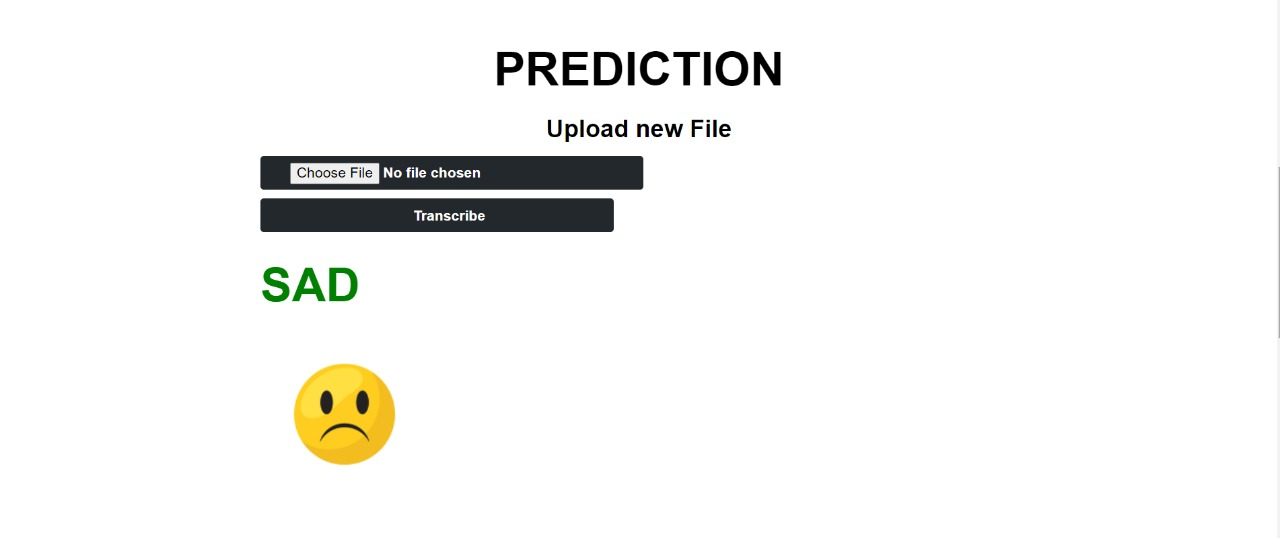 PREDICTION
Upload new File
Choose File No file chosen
Transcribe
SAD